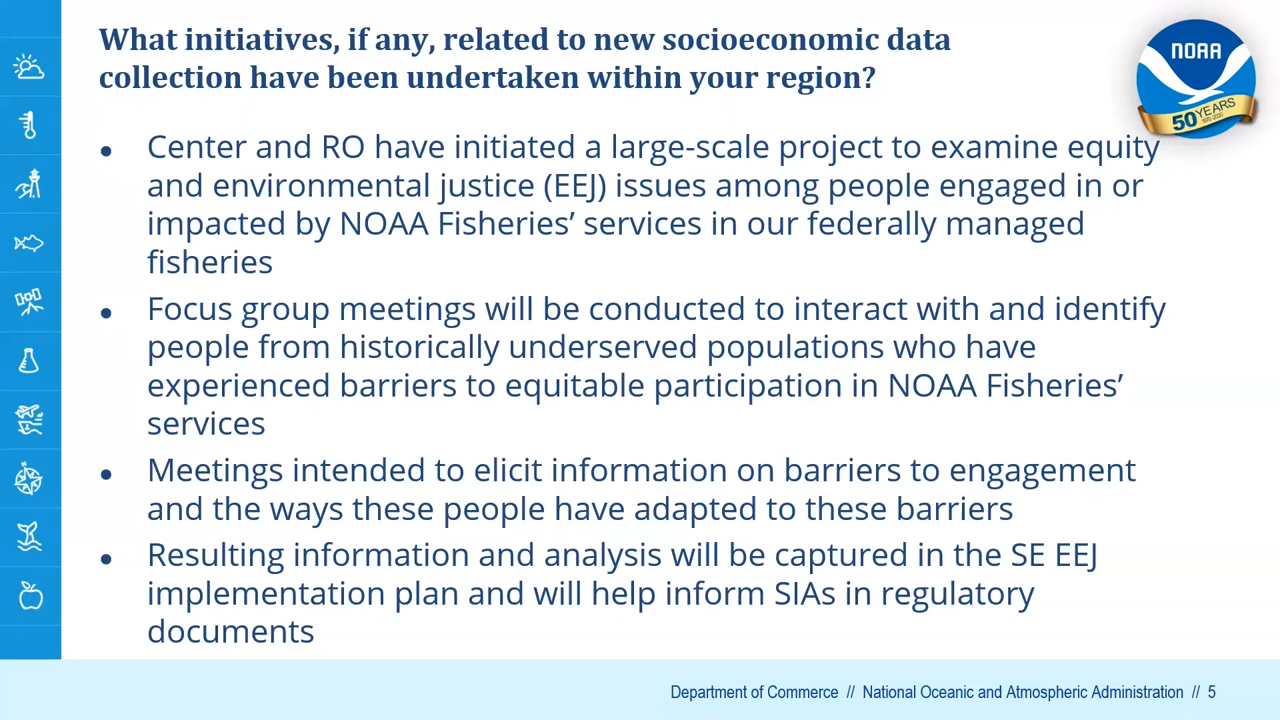 What initiatives, if any, related to new socioeconomic data
collection have been undertaken within your region?
NOAA
50 YEARS
• Center and RO have initiated a large-scale project to examine equity
and environmental justice (EEJ) issues among people engaged in or
impacted by NOAA Fisheries’ services in our federally managed
fisheries
• Focus group meetings will be conducted to interact with and identify
people from historically underserved populations who have
experienced barriers to equitable participation in NOAA Fisheries’
services
• Meetings intended to elicit information on barriers to engagement
and the ways these people have adapted to these barriers
• Resulting information and analysis will be captured in the SE EEJ
implementation plan and will help inform SIAs in regulatory
documents
Department of Commerce // National Oceanic and Atmospheric Administration // 5